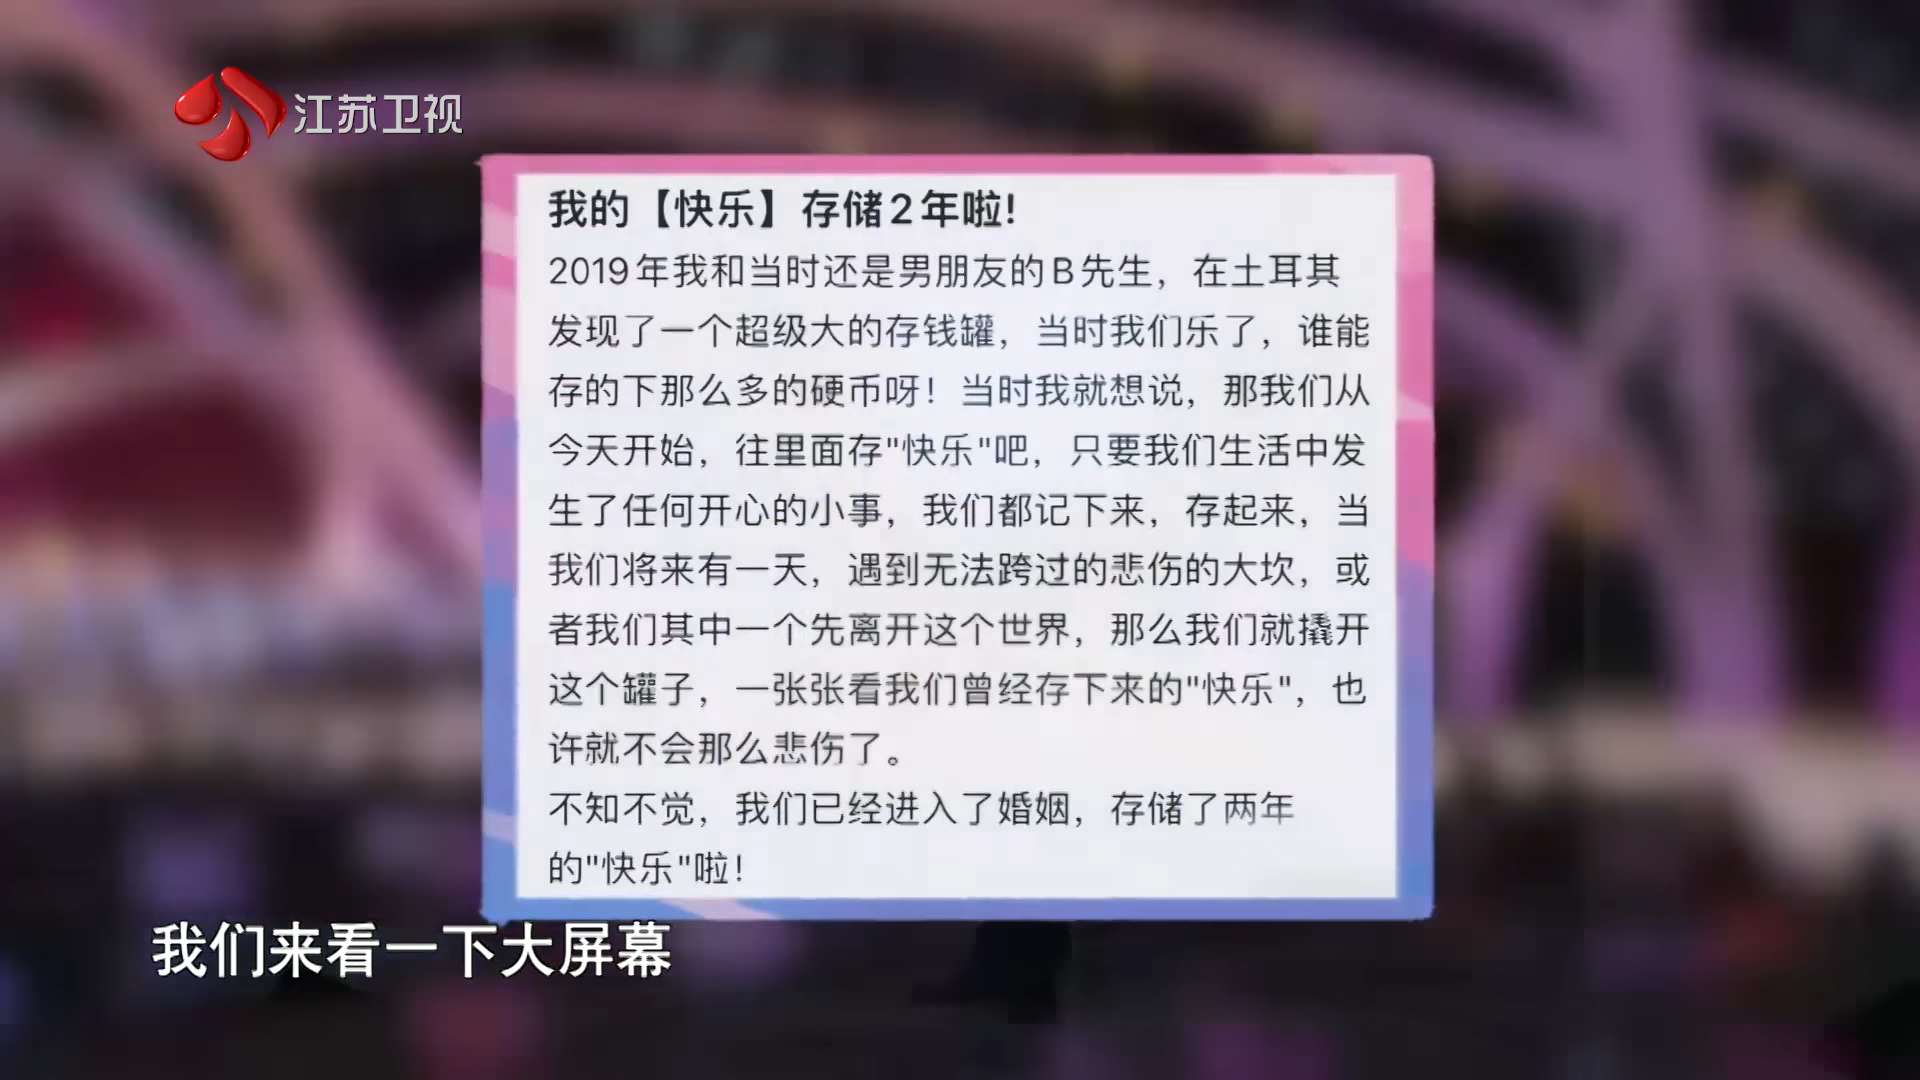 江苏卫视
我的【快乐】存储2年啦!
2019年我和当时还是男朋友的B先生，在土耳其
发现了一个超级大的存钱罐，当时我们乐了，谁能
存的下那么多的硬币呀！当时我就想说，那我们从
今天开始，往里面存"快乐"吧，只要我们生活中发
生了任何开心的小事，我们都记下来，存起来，当
我们将来有一天，遇到无法跨过的悲伤的大坎，或
者我们其中一个先离开这个世界，那么我们就撬开
这个罐子，一张张看我们曾经存下来的"快乐"，也
许就不会那么悲伤了。
不知不觉，我们已经进入了婚姻，存储了两年
的"快乐"啦！
我们来看一下大屏幕